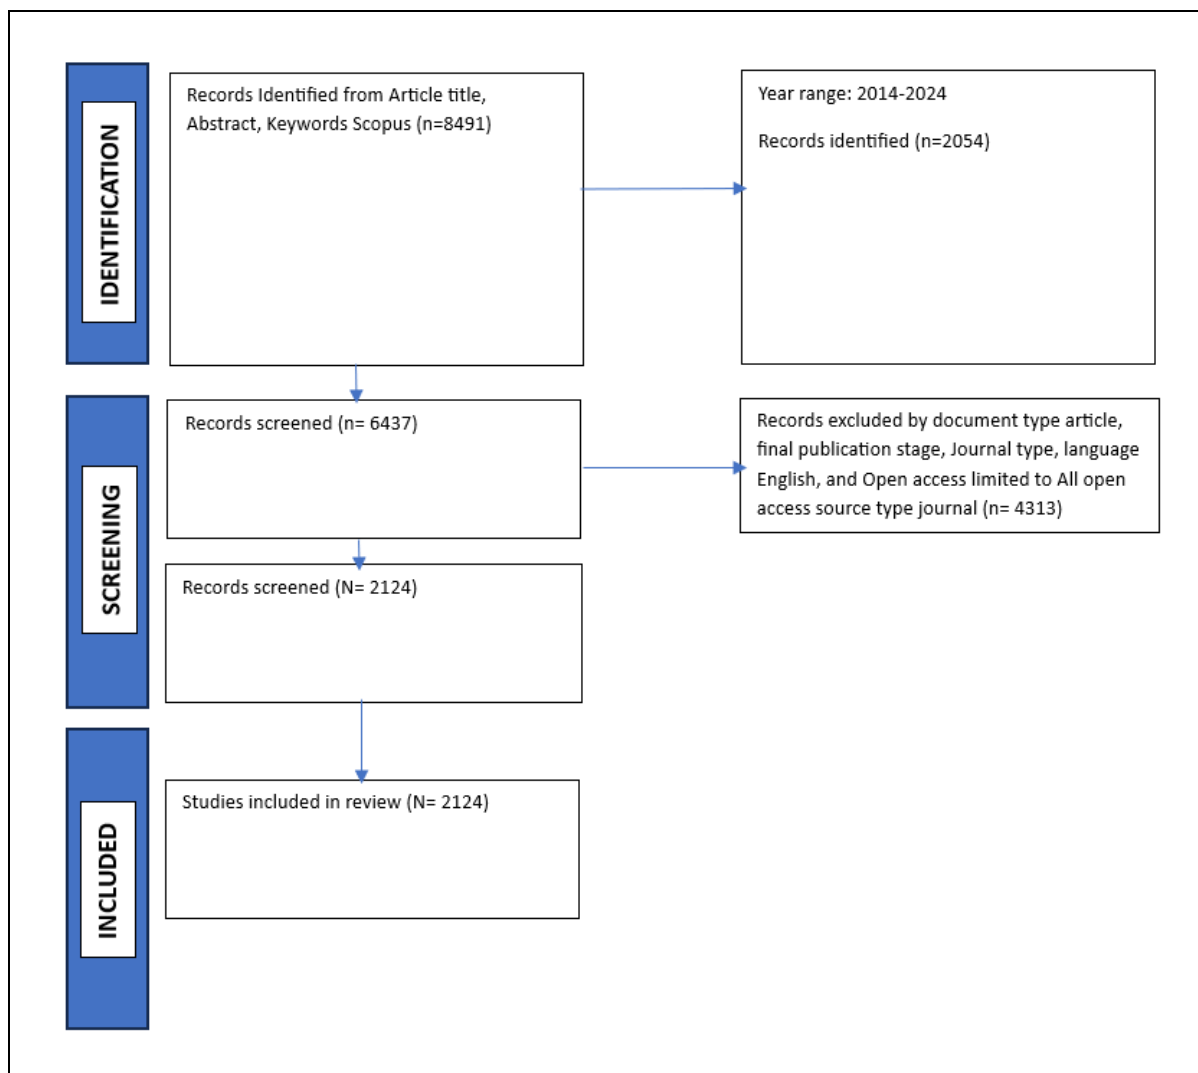 IDENTIFICATION
Records Identified from Article title,
Abstract, Keywords Scopus (n=8491)
Year range: 2014-2024
Records identified (n=2054)
SCREENING
Records screened (n= 6437)
Records excluded by document type article,
final publication stage, Journal type, language
English, and Open access limited to All open
access source type journal (n= 4313)
Records screened (N= 2124)
INCLUDED
Studies included in review (N= 2124)